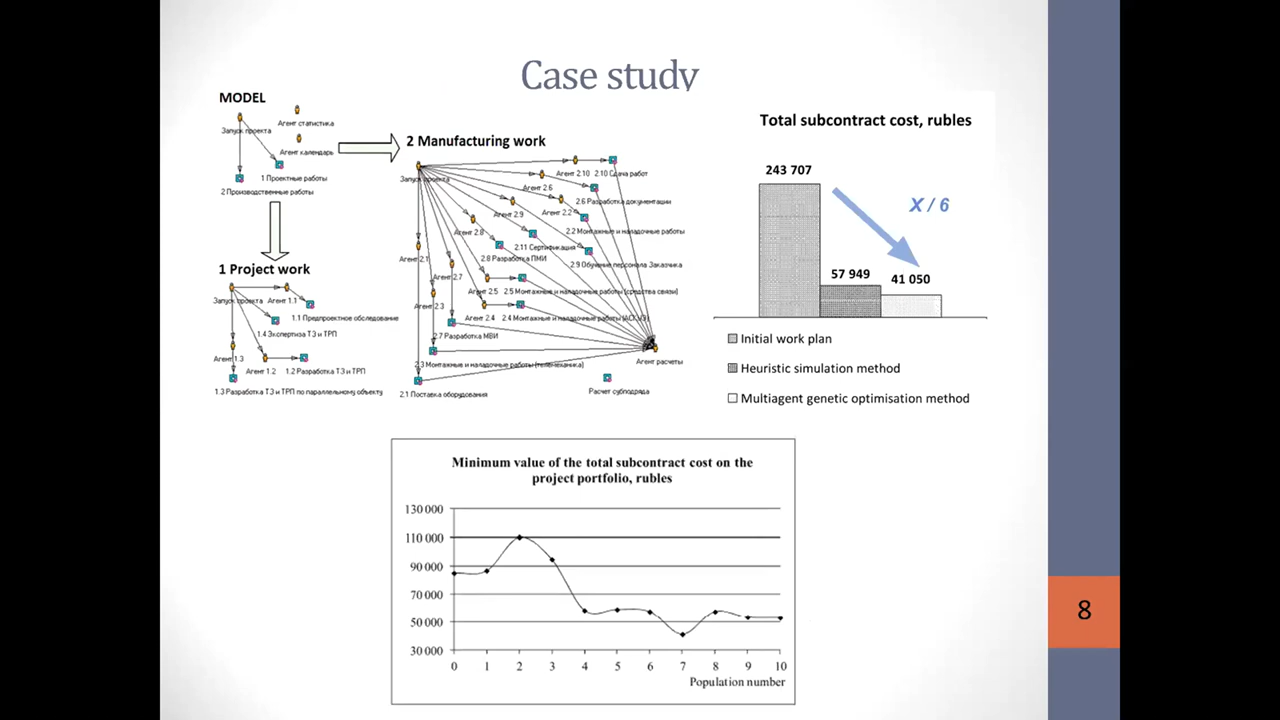 Case study
MODEL
Запуск проекта
Агент статистика
Агент календарь
1 Проектные работы
2 Производственные работы
1 Project work
Запуск проекта
Агент 1.1
1.1 Предпроектное обследование
1.4 Экспертиза ТЗ и ТРП
Агент 1.3
Агент 1.2
1.2 Разработка ТЗ и ТРП
1.3 Разработка ТЗ и ТРП по параллельному объекту
2 Manufacturing work
Запуск проекта
Агент 2.10
2.10 Сдача работ
Агент 2.6
2.6 Разработка документации
Агент 2.2
Агент 2.9
2.2 Монтажные и наладочные работы
Агент 2.8
2.11 Сертификация
Агент 2.1
2.8 Разработка ПМИ
2.9 Обучение персонала Заказчика
Агент 2.7
Агент 2.5
2.5 Монтажные и наладочные работы (средства связи)
Агент 2.3
Агент 2.4
2.4 Монтажные и наладочные работы
2.7 Разработка МВИ
Агент расчеты
2.3 Монтажные и наладочные работы (телемеханика)
2.1 Поставка оборудования
Расчет субподряда
Total subcontract cost, rubles
243 707
X / 6
57 949
41 050
Initial work plan
Heuristic simulation method
Multiagent genetic optimisation method
Minimum value of the total subcontract cost on the
project portfolio, rubles
130 000
110 000
90 000
70 000
50 000
30 000
0 1 2 3 4 5 6 7 8 9 10
Population number
8